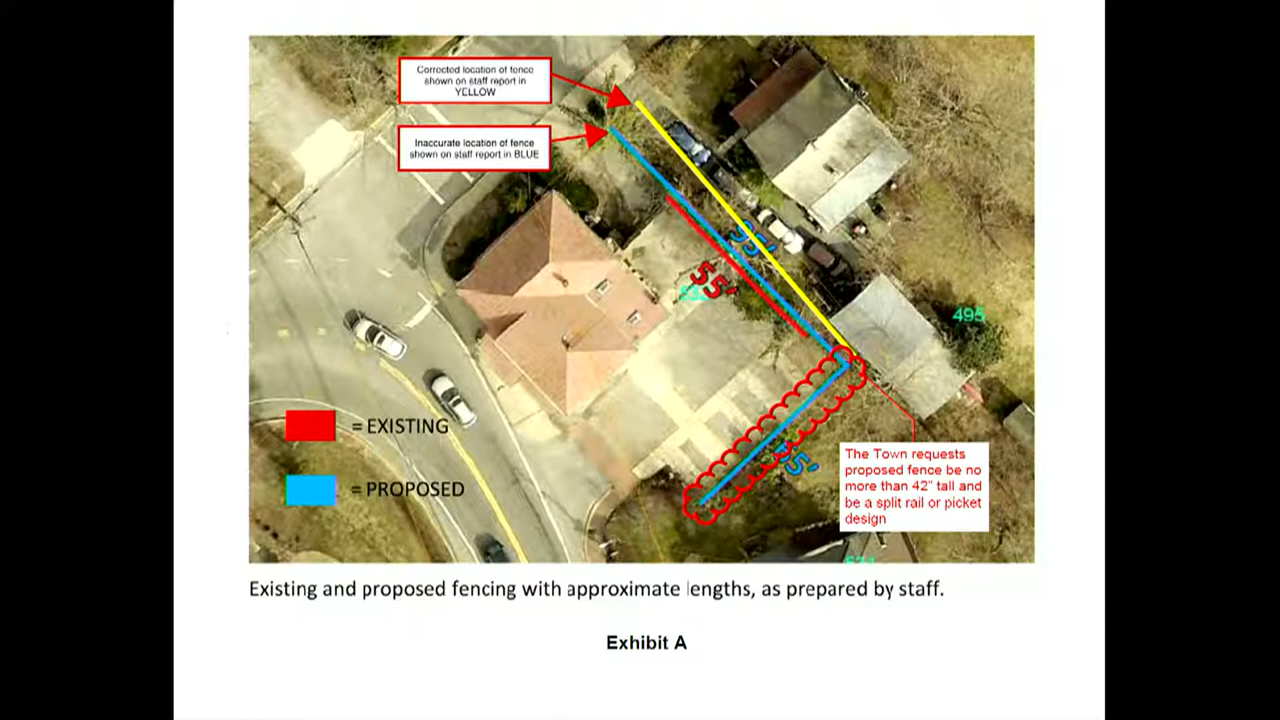 Corrected location of fence
shown on staff report in
YELLOW
Inaccurate location of fence
shown on staff report in BLUE
95'
55'
495
= EXISTING
= PROPOSED
75'
The Town requests
proposed fence be no
more than 42" tall and
be a split rail or picket
design
Existing and proposed fencing with approximate lengths, as prepared by staff.
Exhibit A